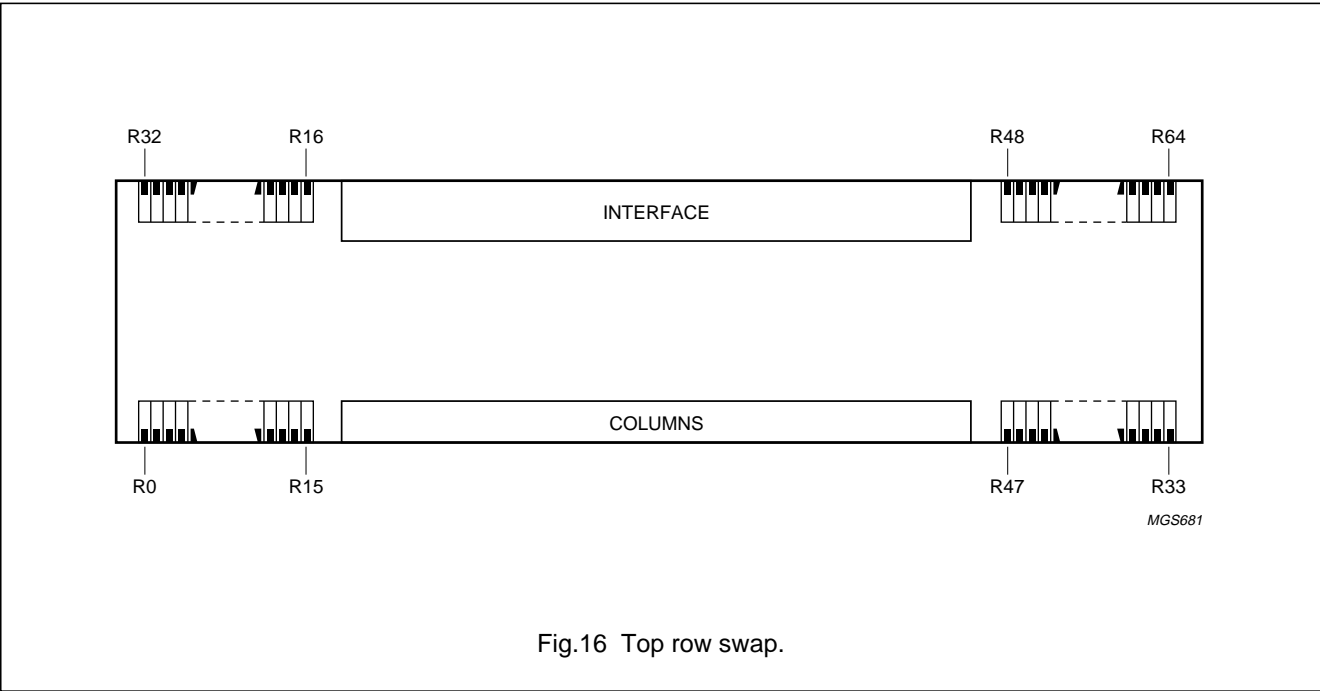 R32 R16 R48 R64
INTERFACE
COLUMNS
R0 R15 R47 R33
MGS681
Fig.16 Top row swap.